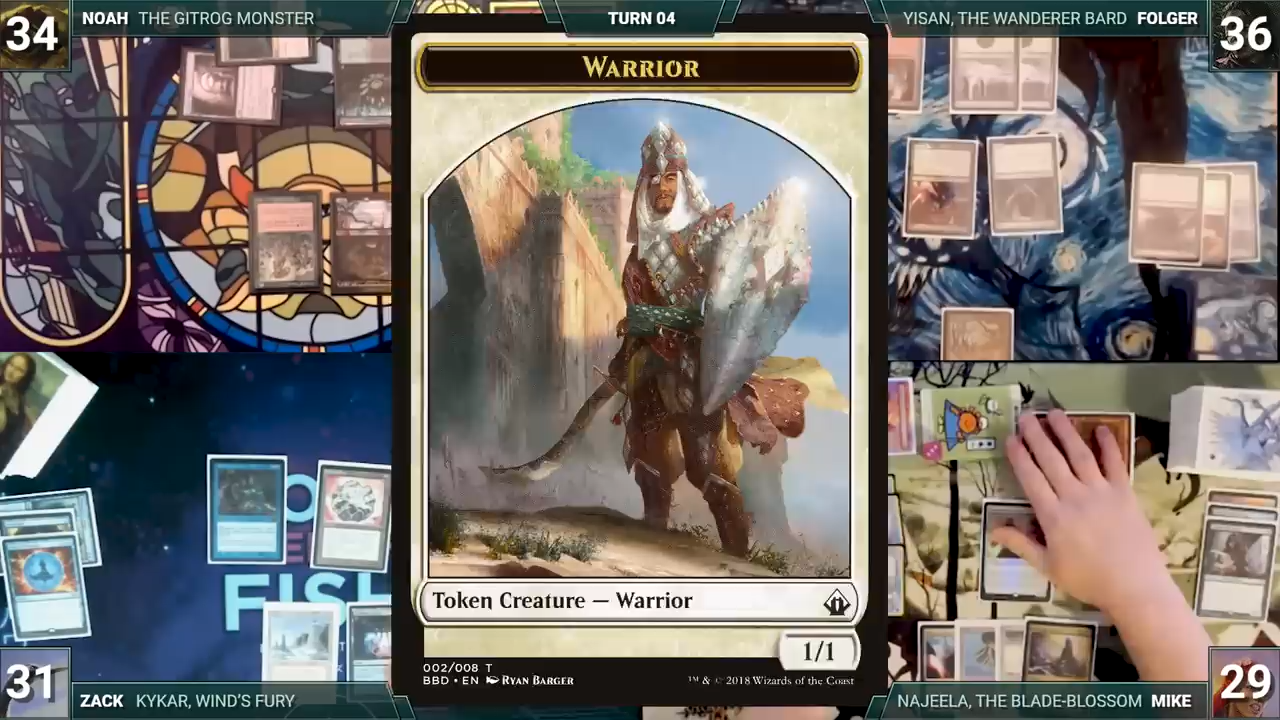 34
NOAH THE GITROG MONSTER
TURN 04
YISAN, THE WANDERER BARD FOLGER
36
WARRIOR
Token Creature — Warrior
1/1
002/008 T
BBD • EN RYAN BARGER
™ & © 2018 Wizards of the Coast
FISH
31
ZACK KYKAR, WIND'S FURY
NAJEELA, THE BLADE-BLOSSOM MIKE
29